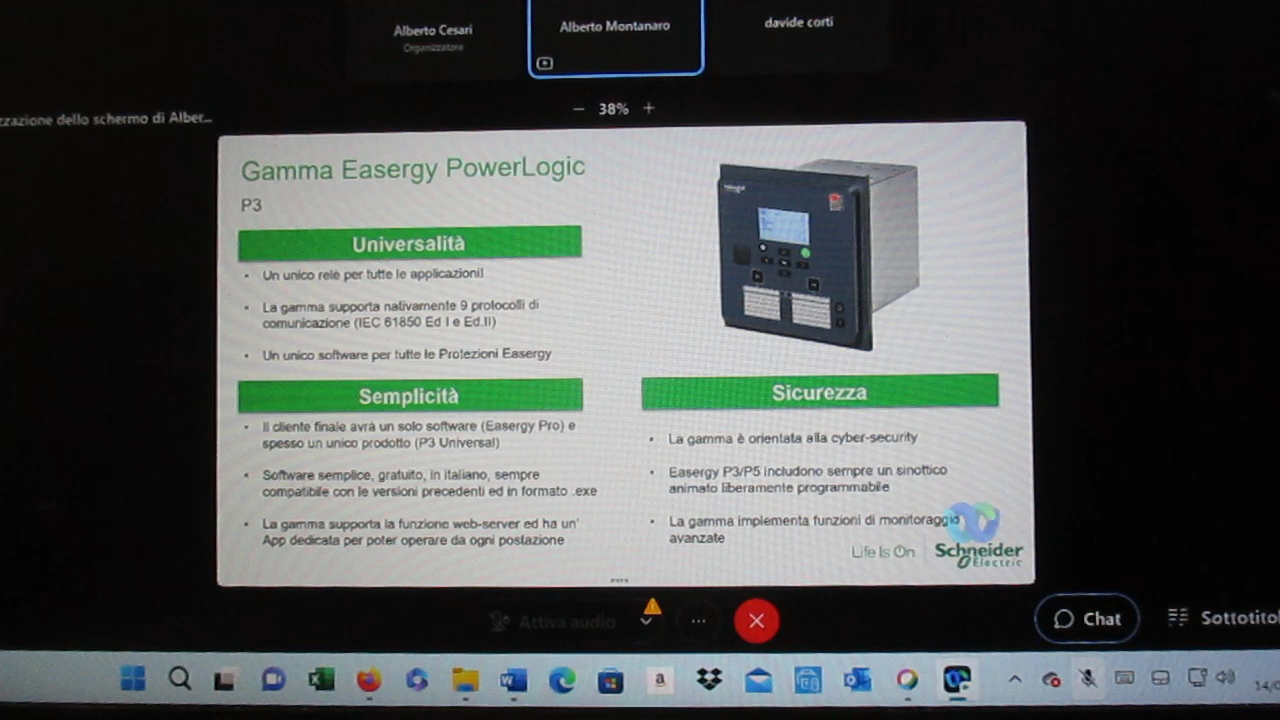 Alberto Cesari
Organizzatore
Alberto Montanaro
davide corti
zzazione dello schermo di Alber...
− 38% +
Gamma Easergy PowerLogic
P3
Universalità
• Un unico relè per tutte le applicazioni!
• La gamma supporta nativamente 9 protocolli di
comunicazione (IEC 61850 Ed I e Ed.II)
• Un unico software per tutte le Protezioni Easergy
Semplicità
• Il cliente finale avrà un solo software (Easergy Pro) e
spesso un unico prodotto (P3 Universal)
• Software semplice, gratuito, in italiano, sempre
compatibile con le versioni precedenti ed in formato .exe
• La gamma supporta la funzione web-server ed ha un'
App dedicata per poter operare da ogni postazione
Sicurezza
• La gamma è orientata alla cyber-security
• Easergy P3/P5 includono sempre un sinottico
animato liberamente programmabile
• La gamma implementa funzioni di monitoraggio
avanzate
Life Is On
Schneider
Electric
Attiva audio
Chat
Sottotitol
a
14/0